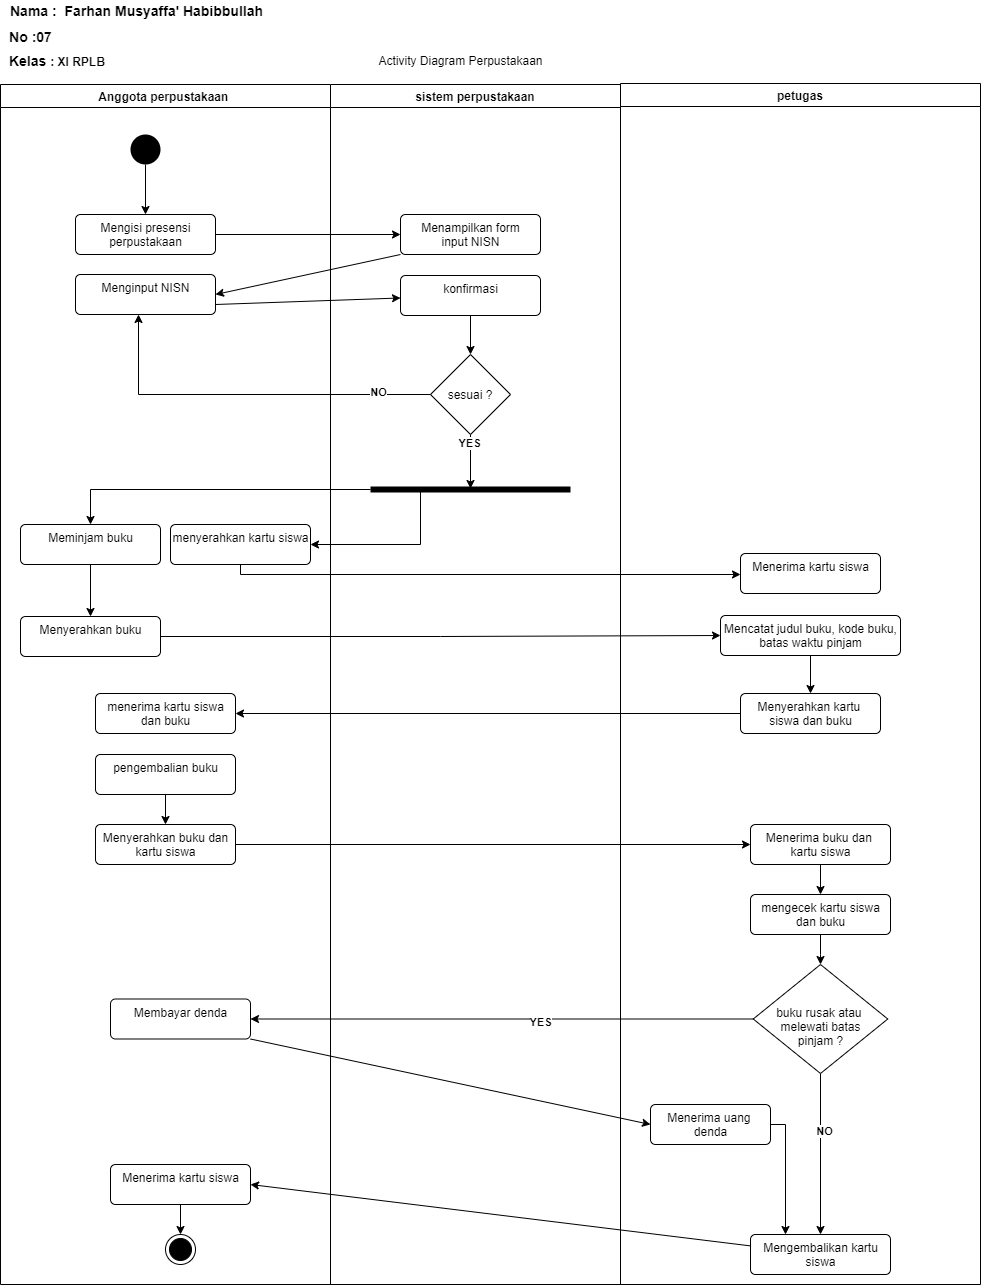 Nama :  Farhan Musyaffa' Habibbullah
No :07
Kelas : XI RPLB
Activity Diagram Perpustakaan
Anggota perpustakaan
sistem perpustakaan
petugas
Mengisi presensi
perpustakaan
Menampilkan form
input NISN
Menginput NISN
konfirmasi
NO
sesuai ?
YES
Meminjam buku
menyerahkan kartu siswa
Menerima kartu siswa
Menyerahkan buku
Mencatat judul buku, kode buku,
batas waktu pinjam
menerima kartu siswa
dan buku
Menyerahkan kartu
siswa dan buku
pengembalian buku
Menyerahkan buku dan
kartu siswa
Menerima buku dan
kartu siswa
mengecek kartu siswa
dan buku
Membayar denda
YES
buku rusak atau
melewati batas
pinjam ?
Menerima uang
denda
NO
Menerima kartu siswa
Mengembalikan kartu
siswa